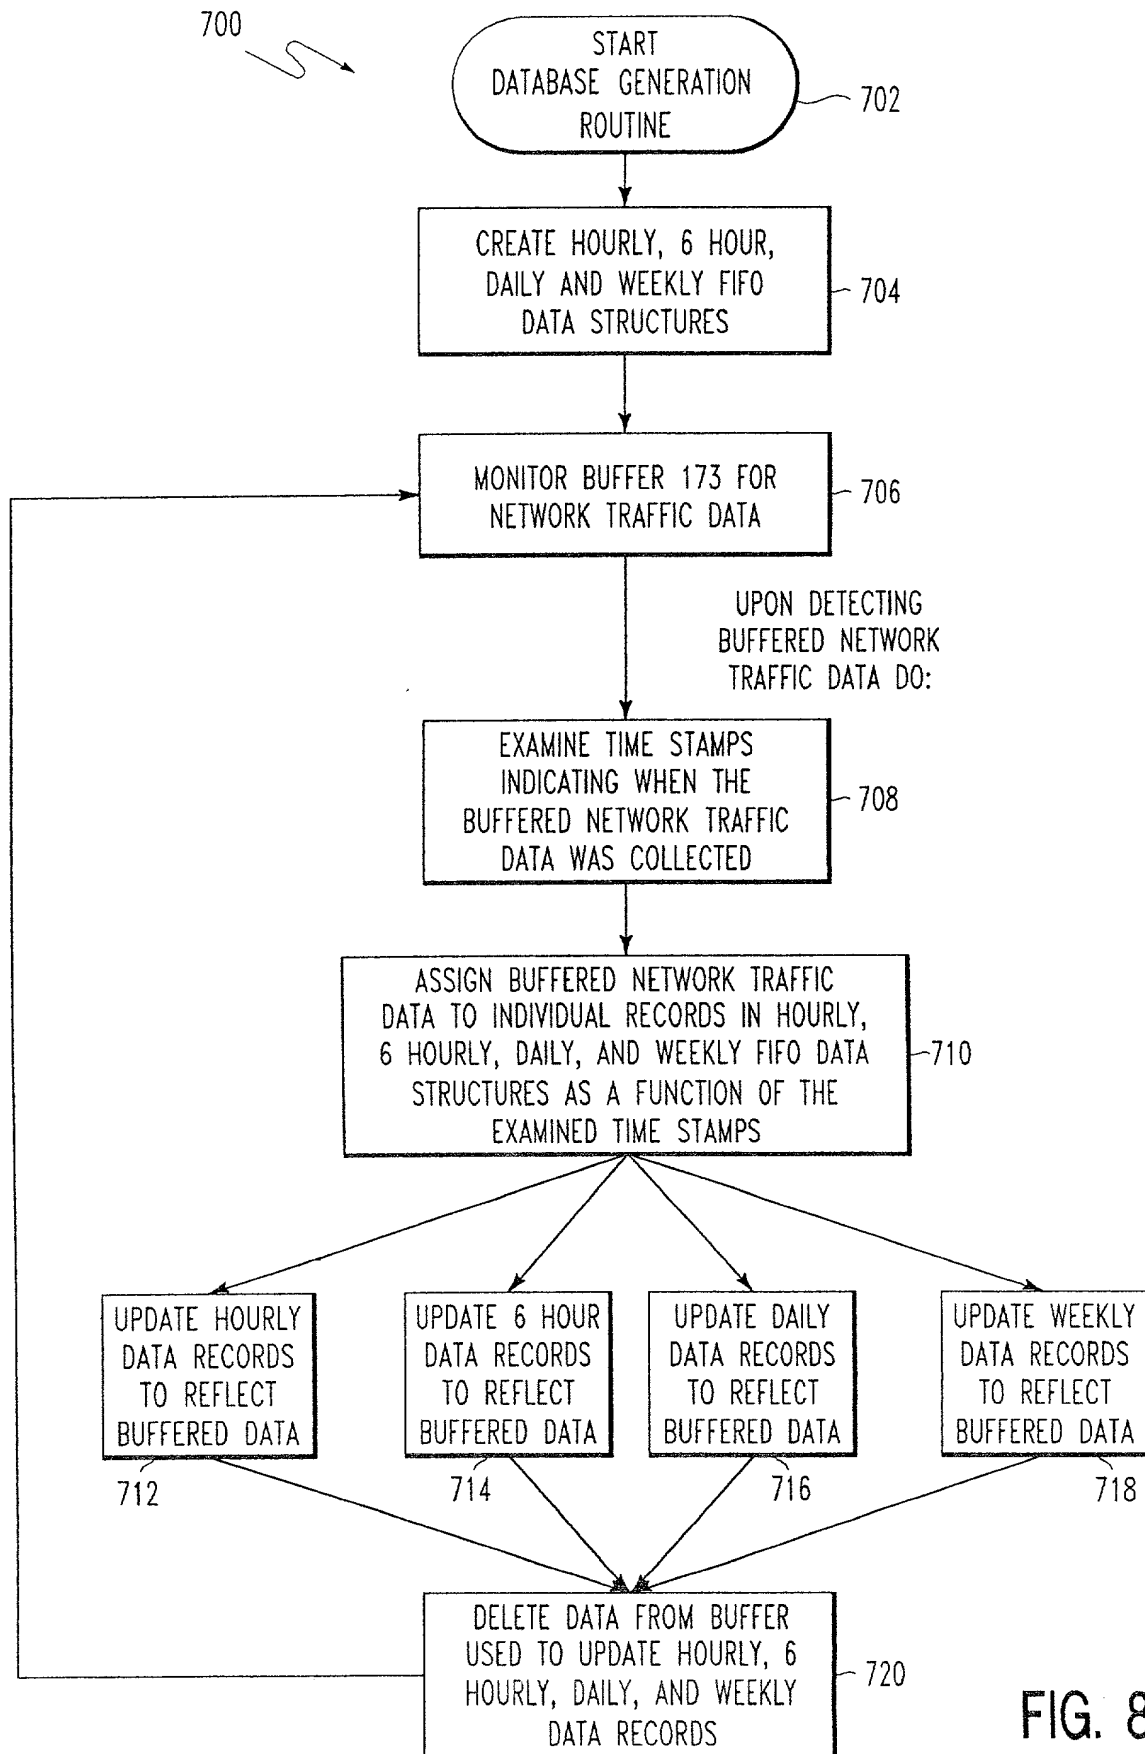 700
START
DATABASE GENERATION
ROUTINE
702
CREATE HOURLY, 6 HOUR,
DAILY AND WEEKLY FIFO
DATA STRUCTURES
704
MONITOR BUFFER 173 FOR
NETWORK TRAFFIC DATA
706
UPON DETECTING
BUFFERED NETWORK
TRAFFIC DATA DO:
EXAMINE TIME STAMPS
INDICATING WHEN THE
BUFFERED NETWORK TRAFFIC
DATA WAS COLLECTED
708
ASSIGN BUFFERED NETWORK TRAFFIC
DATA TO INDIVIDUAL RECORDS IN HOURLY,
6 HOURLY, DAILY, AND WEEKLY FIFO DATA
STRUCTURES AS A FUNCTION OF THE
EXAMINED TIME STAMPS
710
UPDATE HOURLY
DATA RECORDS
TO REFLECT
BUFFERED DATA
712
UPDATE 6 HOUR
DATA RECORDS
TO REFLECT
BUFFERED DATA
714
UPDATE DAILY
DATA RECORDS
TO REFLECT
BUFFERED DATA
716
UPDATE WEEKLY
DATA RECORDS
TO REFLECT
BUFFERED DATA
718
DELETE DATA FROM BUFFER
USED TO UPDATE HOURLY, 6
HOURLY, DAILY, AND WEEKLY
DATA RECORDS
720
FIG. 8